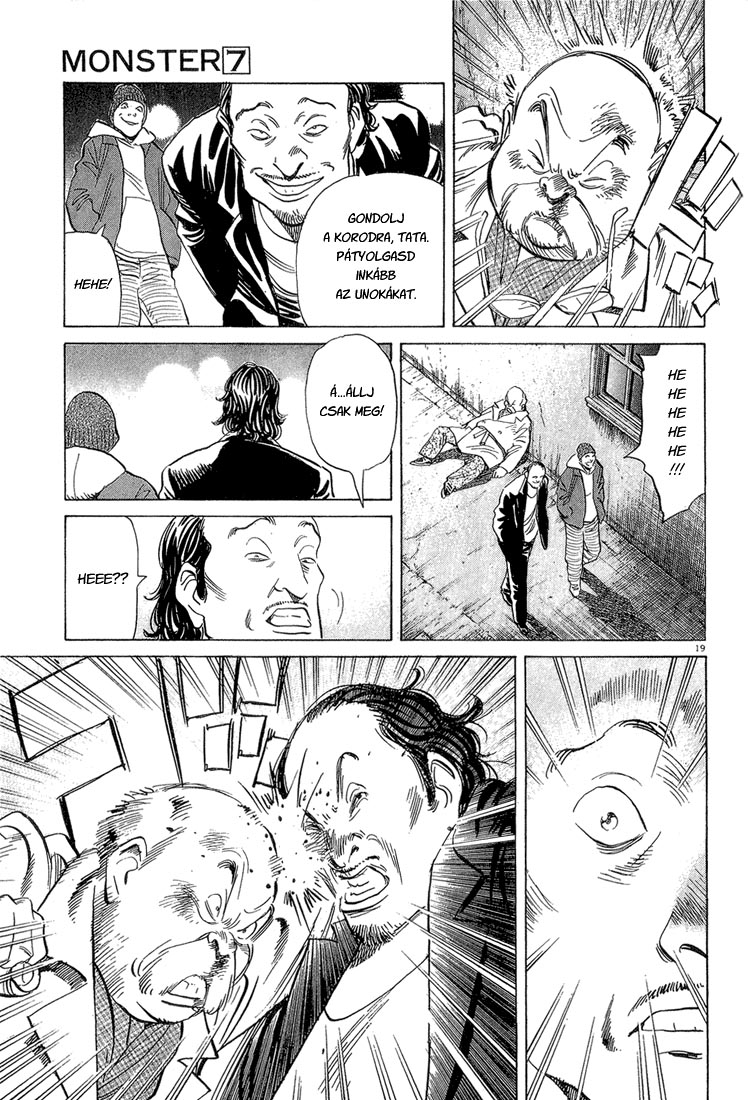 MONSTER 7
GONDOLJ
A KORODRA, TATA.
PÁTYOLGASD
INKÁBB
AZ UNOKÁKAT.
HEHE!
HE
HE
HE
HE
HE
!!!
Á...ÁLLJ
CSAK MEG!
HEEE??
19